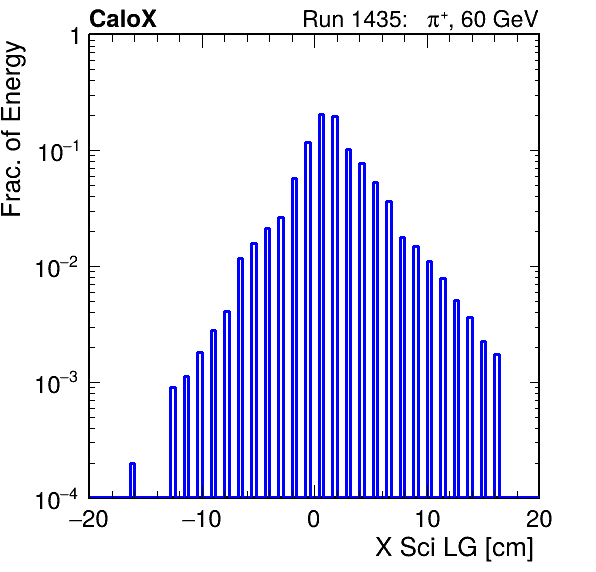 CaloX Run 1435: π⁺, 60 GeV
Frac. of Energy
1
10⁻¹
10⁻²
10⁻³
10⁻⁴
−20 −10 0 10 20
X Sci LG [cm]